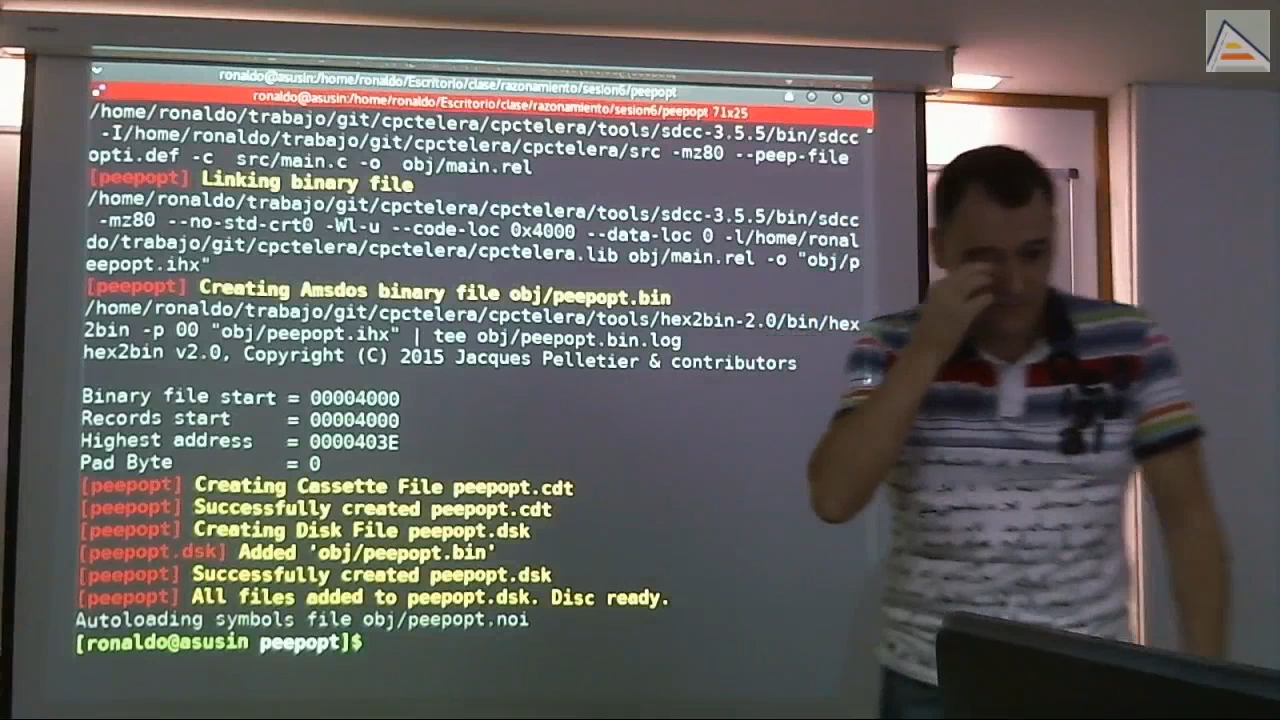 ronaldo@asusin:/home/ronaldo/Escritorio/clase/razonamiento/sesion6/peepopt
ronaldo@asusin:/home/ronaldo/Escritorio/clase/razonamiento/sesion6/peepopt 71x25
/home/ronaldo/trabajo/git/cpctelera/cpctelera/tools/sdcc-3.5.5/bin/sdcc
-I/home/ronaldo/trabajo/git/cpctelera/cpctelera/src -mz80 --peep-file
opti.def -c src/main.c -o obj/main.rel
[peepopt] Linking binary file
/home/ronaldo/trabajo/git/cpctelera/cpctelera/tools/sdcc-3.5.5/bin/sdcc
-mz80 --no-std-crt0 -Wl-u --code-loc 0x4000 --data-loc 0 -l/home/ronal
do/trabajo/git/cpctelera/cpctelera/cpctelera.lib obj/main.rel -o "obj/p
eepopt.ihx"
[peepopt] Creating Amsdos binary file obj/peepopt.bin
/home/ronaldo/trabajo/git/cpctelera/cpctelera/tools/hex2bin-2.0/bin/hex
2bin -p 00 "obj/peepopt.ihx" | tee obj/peepopt.bin.log
hex2bin v2.0, Copyright (C) 2015 Jacques Pelletier & contributors
Binary file start = 00004000
Records start = 00004000
Highest address = 0000403E
Pad Byte = 0
[peepopt] Creating Cassette File peepopt.cdt
[peepopt] Successfully created peepopt.cdt
[peepopt] Creating Disk File peepopt.dsk
[peepopt.dsk] Added 'obj/peepopt.bin'
[peepopt] Successfully created peepopt.dsk
[peepopt] All files added to peepopt.dsk. Disc ready.
Autoloading symbols file obj/peepopt.noi
[ronaldo@asusin peepopt]$